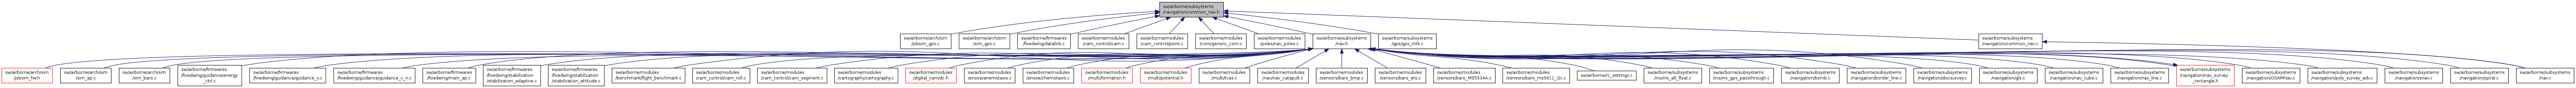 sw/airborne/subsystems
/navigation/common_nav.h
sw/airborne/arch/sim
/jsbsim_gps.c
sw/airborne/arch/sim
/sim_gps.c
sw/airborne/firmwares
/fixedwing/datalink.c
sw/airborne/modules
/cam_control/cam.c
sw/airborne/modules
/cam_control/point.c
sw/airborne/modules
/com/generic_com.c
sw/airborne/modules
/poles/nav_poles.c
sw/airborne/subsystems
/nav.h
sw/airborne/subsystems
/gps/gps_mtk.c
sw/airborne/subsystems
/navigation/common_nav.c
sw/airborne/arch/sim
/jsbsim_hw.h
sw/airborne/arch/sim
/sim_ap.c
sw/airborne/arch/sim
/sim_baro.c
sw/airborne/firmwares
/fixedwing/guidance/energy
_ctrl.c
sw/airborne/firmwares
/fixedwing/guidance/guidance_v.c
sw/airborne/firmwares
/fixedwing/guidance/guidance_v_n.c
sw/airborne/firmwares
/fixedwing/main_ap.c
sw/airborne/firmwares
/fixedwing/stabilization
/stabilization_adaptive.c
sw/airborne/firmwares
/fixedwing/stabilization
/stabilization_attitude.c
sw/airborne/modules
/benchmark/flight_benchmark.c
sw/airborne/modules
/cam_control/cam_roll.c
sw/airborne/modules
/cam_control/cam_segment.c
sw/airborne/modules
/cartography/cartography.c
sw/airborne/modules
/digital_cam/dc.h
sw/airborne/modules
/enose/anemotaxis.c
sw/airborne/modules
/enose/chemotaxis.c
sw/airborne/modules
/multi/formation.h
sw/airborne/modules
/multi/potential.h
sw/airborne/modules
/multi/tcas.c
sw/airborne/modules
/nav/nav_catapult.c
sw/airborne/modules
/sensors/baro_bmp.c
sw/airborne/modules
/sensors/baro_ets.c
sw/airborne/modules
/sensors/baro_MS5534A.c
sw/airborne/modules
/sensors/baro_ms5611_i2c.c
sw/airborne/rc_settings.c
sw/airborne/subsystems
/ins/ins_alt_float.c
sw/airborne/subsystems
/ins/ins_gps_passthrough.c
sw/airborne/subsystems
/navigation/bomb.c
sw/airborne/subsystems
/navigation/border_line.c
sw/airborne/subsystems
/navigation/discsurvey.c
sw/airborne/subsystems
/navigation/gls.c
sw/airborne/subsystems
/navigation/nav_cube.c
sw/airborne/subsystems
/navigation/nav_line.c
sw/airborne/subsystems
/navigation/nav_survey
_rectangle.h
sw/airborne/subsystems
/navigation/OSAMNav.c
sw/airborne/subsystems
/navigation/poly_survey_adv.c
sw/airborne/subsystems
/navigation/snav.c
sw/airborne/subsystems
/navigation/spiral.c
sw/airborne/subsystems
/nav.c